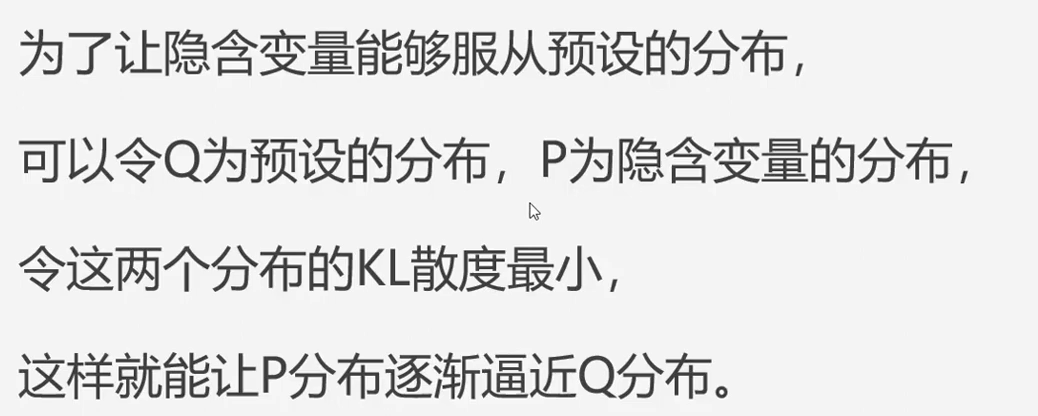 为了让隐含变量能够服从预设的分布，
可以令Q为预设的分布，P为隐含变量的分布，
令这两个分布的KL散度最小，
这样就能让P分布逐渐逼近Q分布。